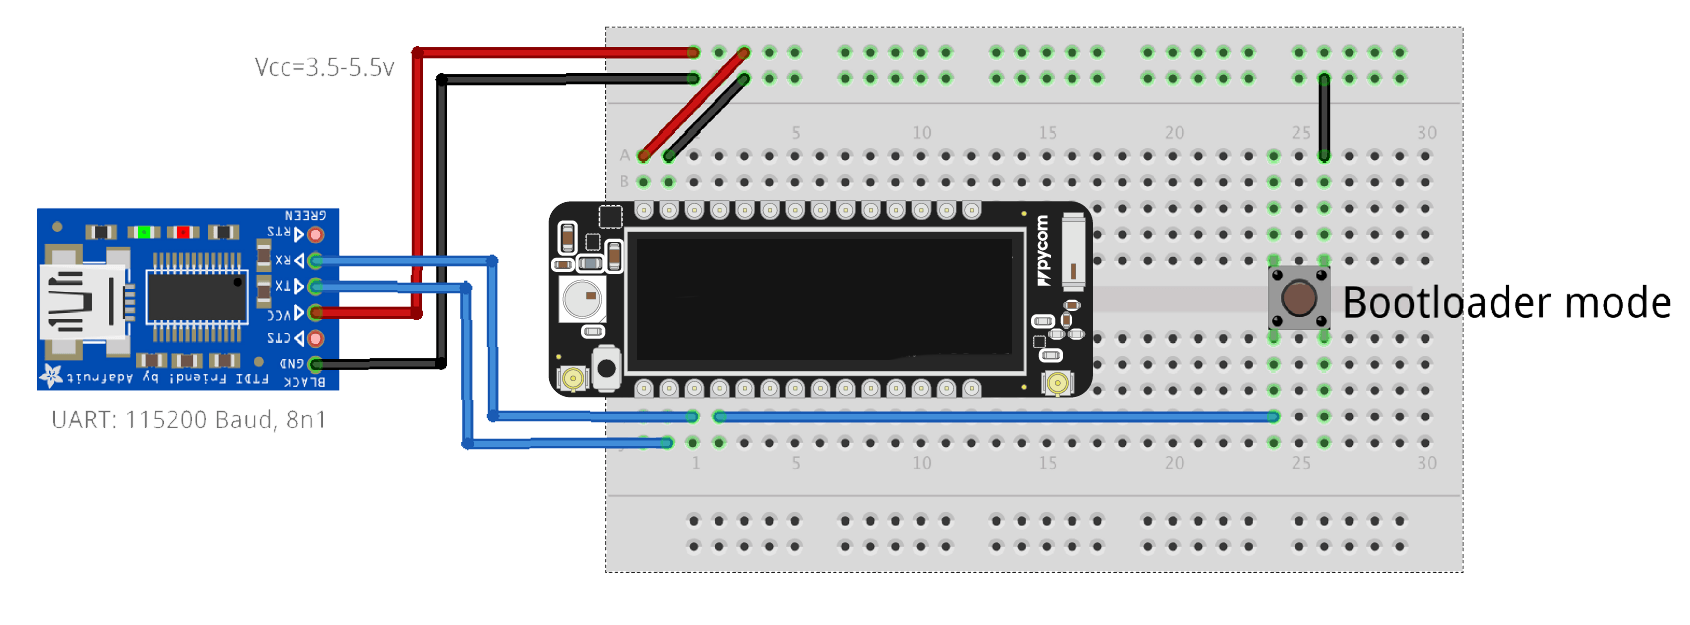 Vcc=3.5-5.5v
5 10 15 20 25 30
A
B
GREEN
RTS
RX
TX
VCC
CTS
GND
BLACK
FTDI Friend! by Adafruit
UART: 115200 Baud, 8n1
pycom
Bootloader mode
1 5 10 15 20 25 30